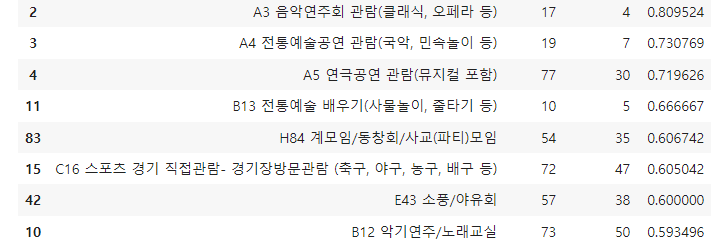 2 A3 음악연주회 관람(클래식, 오페라 등) 17 4 0.809524
3 A4 전통예술공연 관람(국악, 민속놀이 등) 19 7 0.730769
4 A5 연극공연 관람(뮤지컬 포함) 77 30 0.719626
11 B13 전통예술 배우기(사물놀이, 줄타기 등) 10 5 0.666667
83 H84 계모임/동창회/사교(파티)모임 54 35 0.606742
15 C16 스포츠 경기 직접관람- 경기장방문관람 (축구, 야구, 농구, 배구 등) 72 47 0.605042
42 E43 소풍/야유회 57 38 0.600000
10 B12 악기연주/노래교실 73 50 0.593496